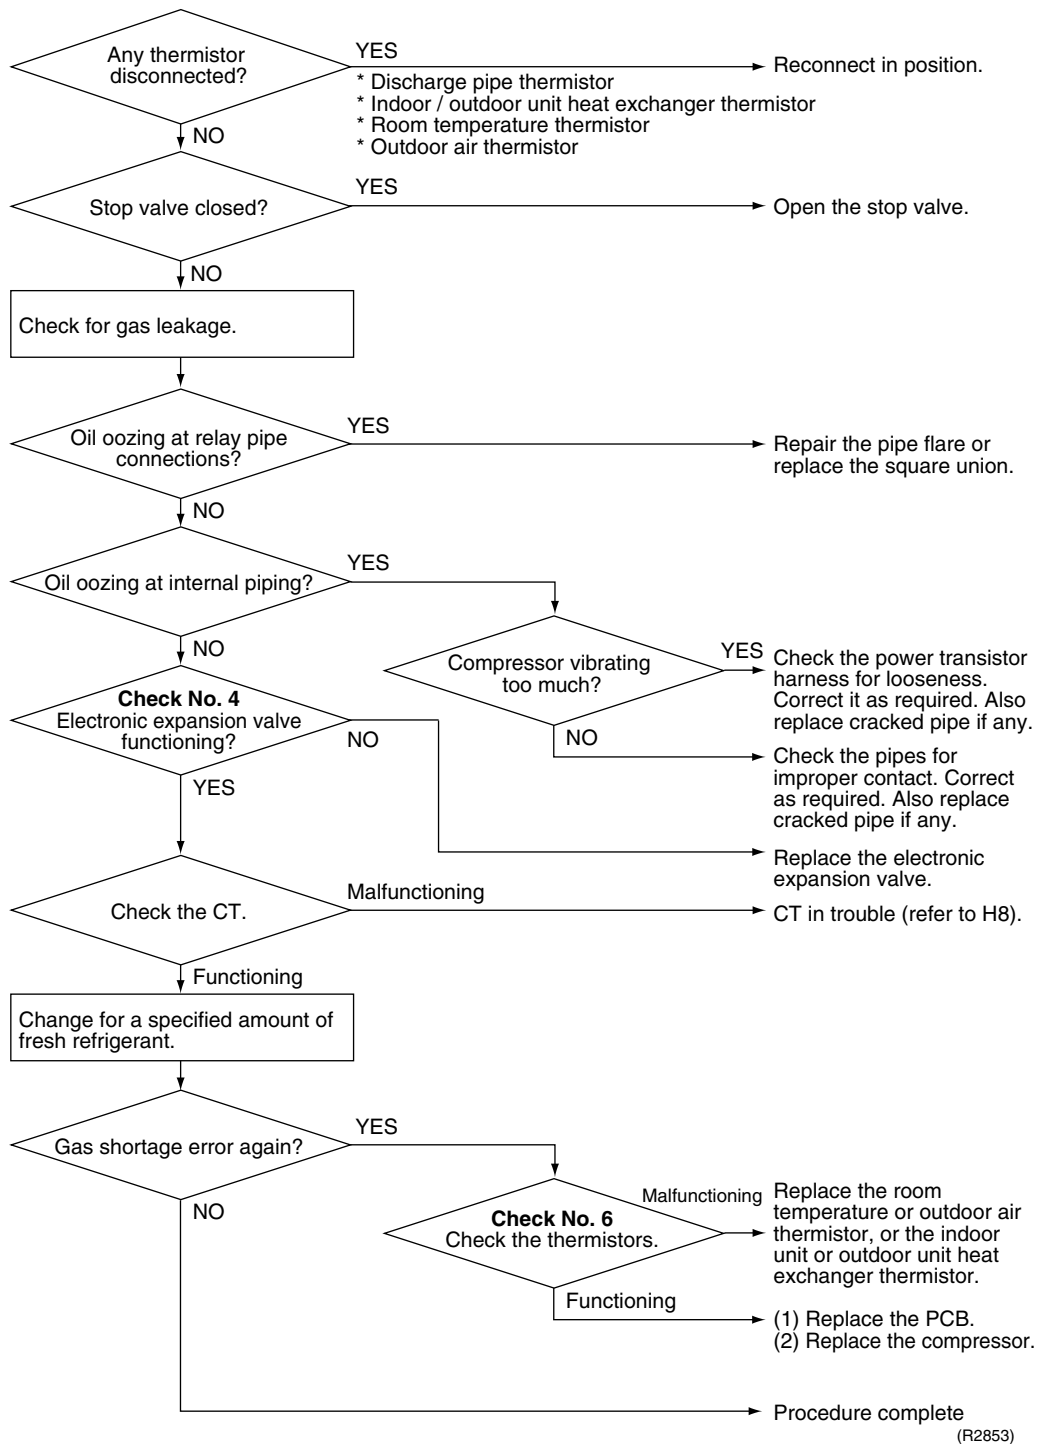 Any thermistor
disconnected?
YES
* Discharge pipe thermistor
* Indoor / outdoor unit heat exchanger thermistor
* Room temperature thermistor
* Outdoor air thermistor
Reconnect in position.
NO
Stop valve closed?
YES
Open the stop valve.
NO
Check for gas leakage.
Oil oozing at relay pipe
connections?
YES
Repair the pipe flare or
replace the square union.
NO
Oil oozing at internal piping?
YES
NO
Compressor vibrating
too much?
YES
Check the power transistor
harness for looseness.
Correct it as required. Also
replace cracked pipe if any.
NO
Check the pipes for
improper contact. Correct
as required. Also replace
cracked pipe if any.
Check No. 4
Electronic expansion valve
functioning?
NO
Replace the electronic
expansion valve.
YES
Check the CT.
Malfunctioning
CT in trouble (refer to H8).
Functioning
Change for a specified amount of
fresh refrigerant.
Gas shortage error again?
YES
NO
Check No. 6
Check the thermistors.
Malfunctioning
Replace the room
temperature or outdoor air
thermistor, or the indoor
unit or outdoor unit heat
exchanger thermistor.
Functioning
(1) Replace the PCB.
(2) Replace the compressor.
Procedure complete
(R2853)